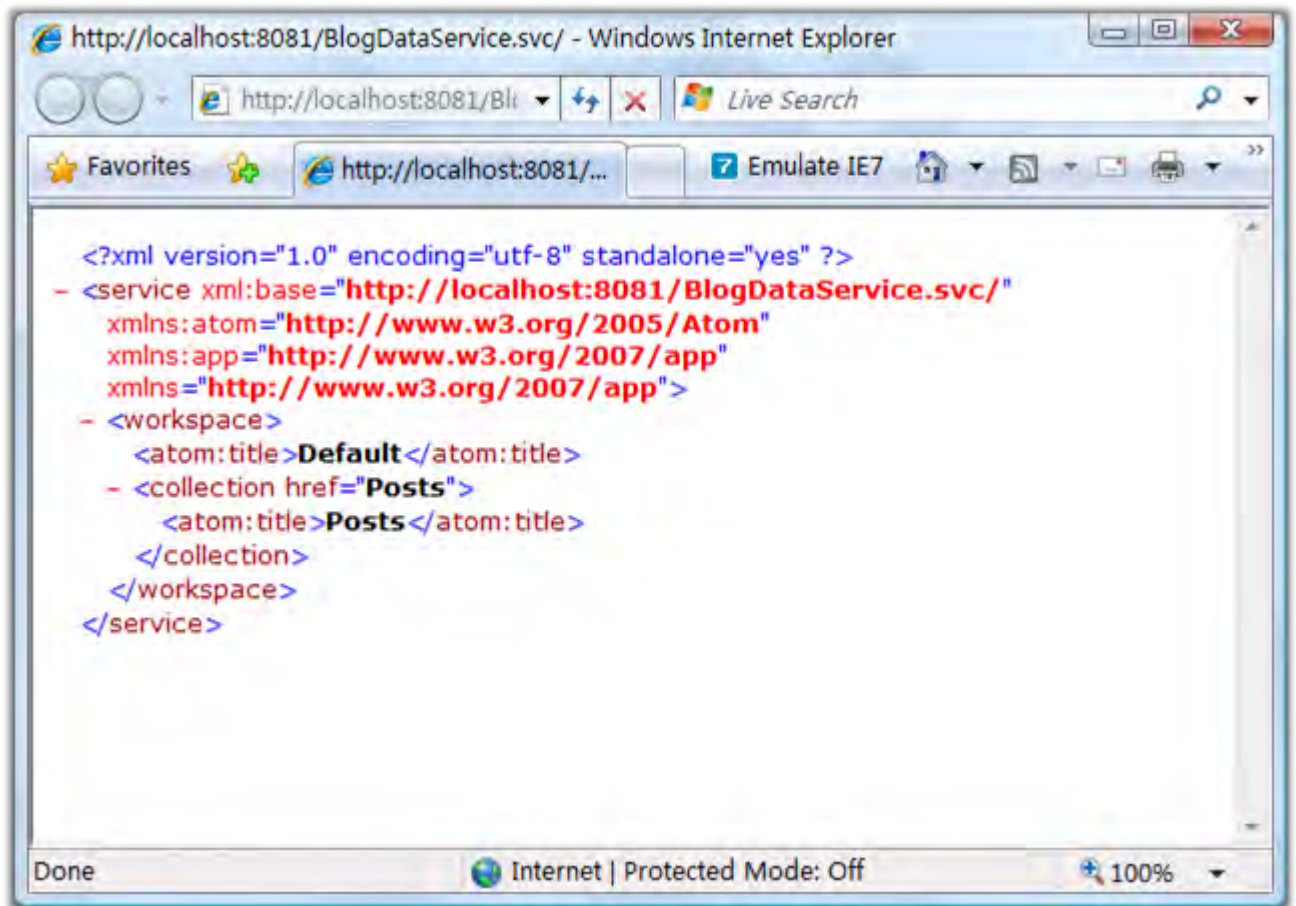 http://localhost:8081/BlogDataService.svc/ - Windows Internet Explorer
http://localhost:8081/Bl Live Search
Favorites http://localhost:8081/... Emulate IE7 »
<?xml version="1.0" encoding="utf-8" standalone="yes" ?>
- <service xml:base="http://localhost:8081/BlogDataService.svc/"
xmlns:atom="http://www.w3.org/2005/Atom"
xmlns:app="http://www.w3.org/2007/app"
xmlns="http://www.w3.org/2007/app">
- <workspace>
<atom:title>Default</atom:title>
- <collection href="Posts">
<atom:title>Posts</atom:title>
</collection>
</workspace>
</service>
Done Internet | Protected Mode: Off 100%